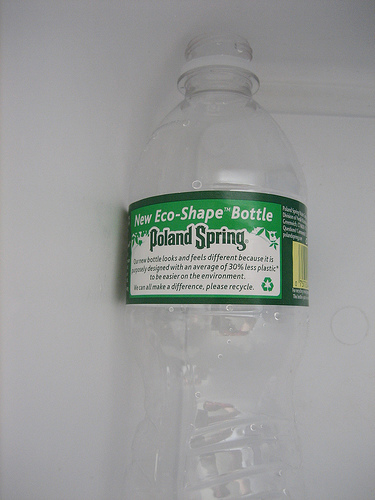 New Eco-Shape™ Bottle
Poland Spring®
Our new bottle looks and feels different because it is
purposely designed with an average of 30% less plastic*
to be easier on the environment.
We can all make a difference, please recycle.